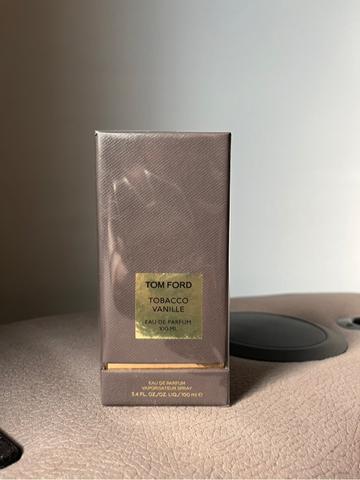 TOM FORD
TOBACCO
VANILLE
EAU DE PARFUM
100 ML
EAU DE PARFUM
VAPORISATEUR SPRAY
3.4 FL. OZ./OZ. LIQ./100 ml ℮